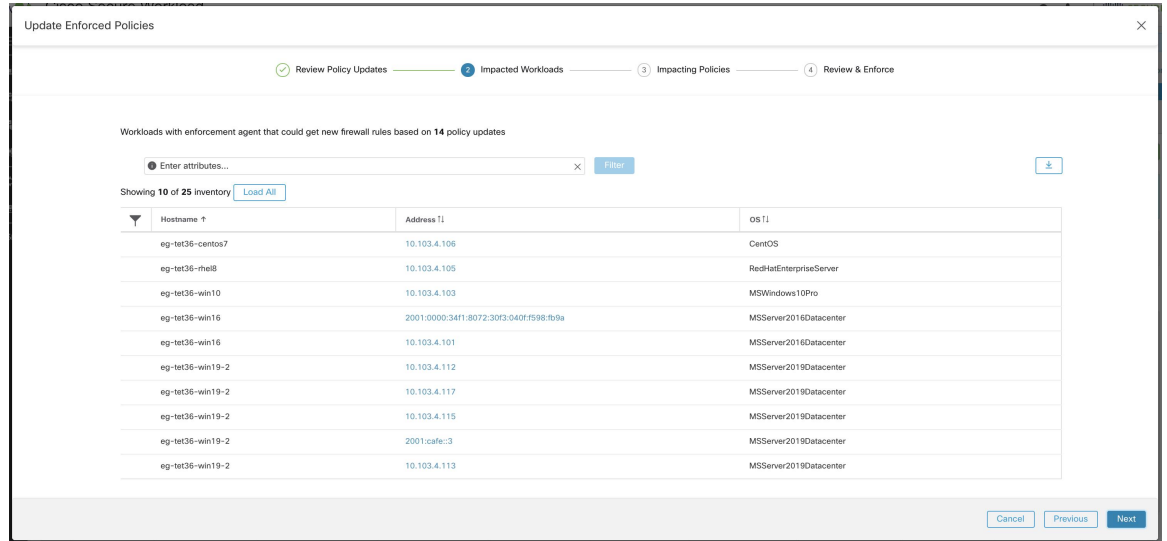 Update Enforced Policies
Review Policy Updates 2 Impacted Workloads 3 Impacting Policies 4 Review & Enforce
Workloads with enforcement agent that could get new firewall rules based on 14 policy updates
Enter attributes... Filter
Showing 10 of 25 inventory Load All
Hostname ↑ Address ↑↓ OS ↑↓
eg-tet36-centos7 10.103.4.106 CentOS
eg-tet36-rhel8 10.103.4.105 RedHatEnterpriseServer
eg-tet36-win10 10.103.4.103 MSWindows10Pro
eg-tet36-win16 2001:0000:34f1:8072:30f3:040f:f598:fb9a MSServer2016Datacenter
eg-tet36-win16 10.103.4.101 MSServer2016Datacenter
eg-tet36-win19-2 10.103.4.112 MSServer2019Datacenter
eg-tet36-win19-2 10.103.4.117 MSServer2019Datacenter
eg-tet36-win19-2 10.103.4.115 MSServer2019Datacenter
eg-tet36-win19-2 2001:cafe::3 MSServer2019Datacenter
eg-tet36-win19-2 10.103.4.113 MSServer2019Datacenter
Cancel Previous Next